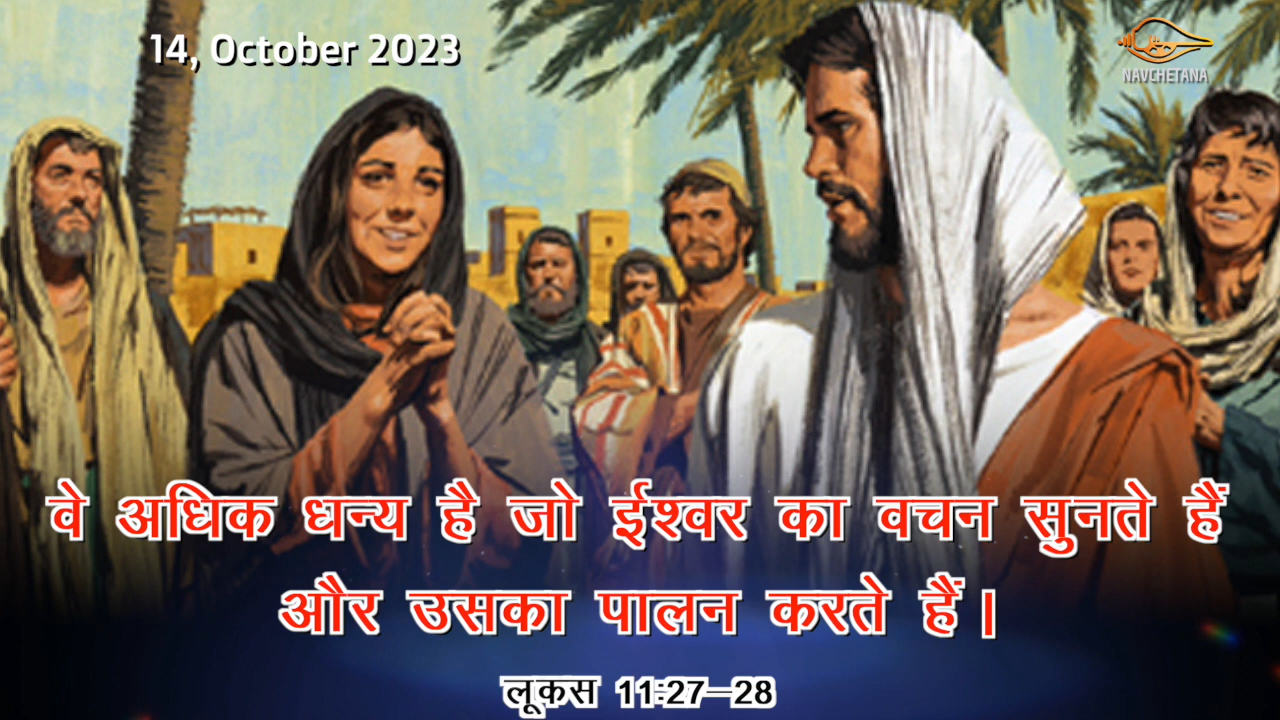 14, October 2023
NAVCHETANA
वे अधिक धन्य है जो ईश्वर का वचन सुनते हैं
और उसका पालन करते हैं।
लूकस 11:27–28